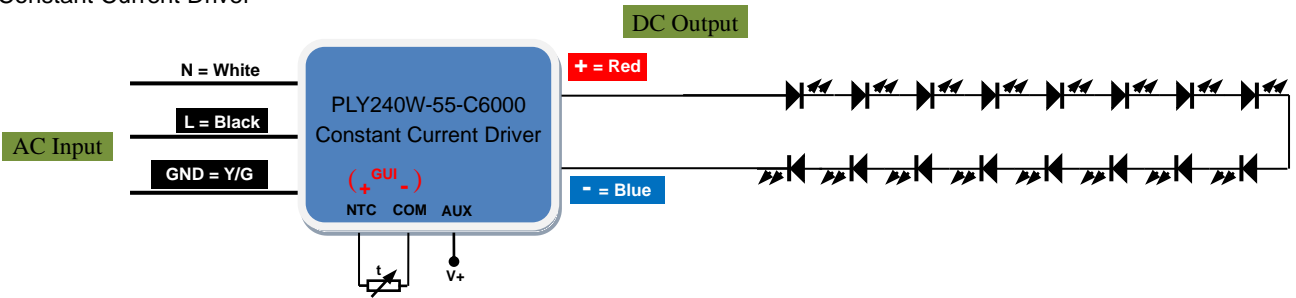 Constant Current Driver
DC Output
N = White
+ = Red
PLY240W-55-C6000
L = Black
Constant Current Driver
AC Input
GND = Y/G
(+ GUI -)
- = Blue
NTC COM AUX
t
V+